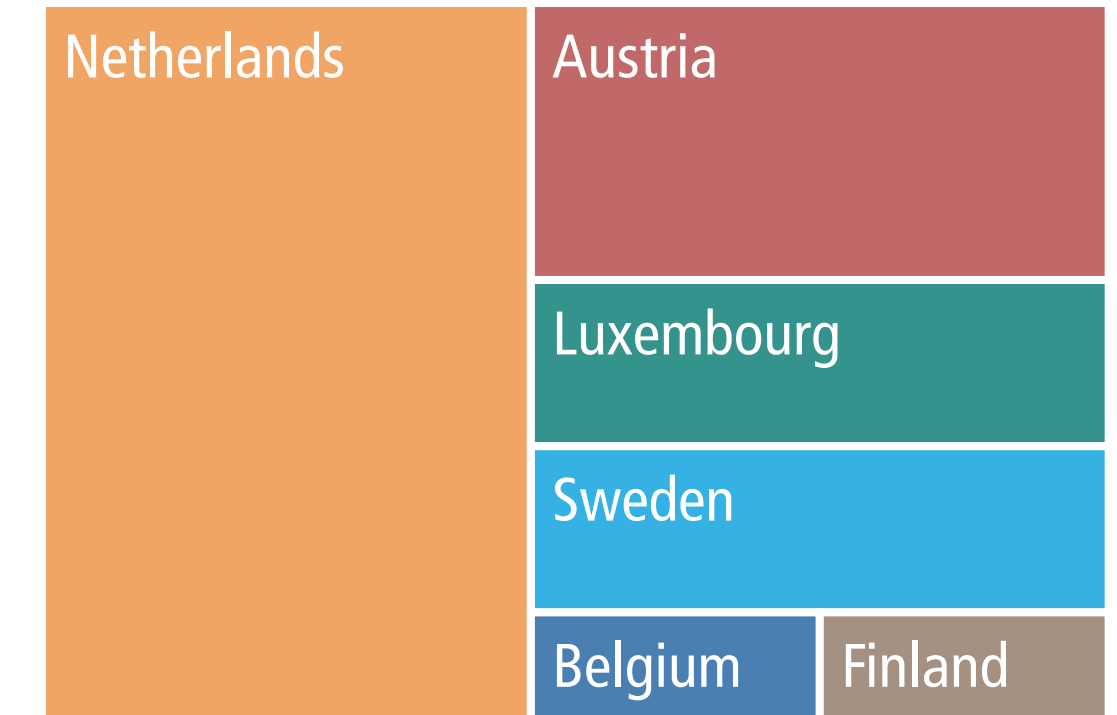 Netherlands
Austria
Luxembourg
Sweden
Belgium
Finland